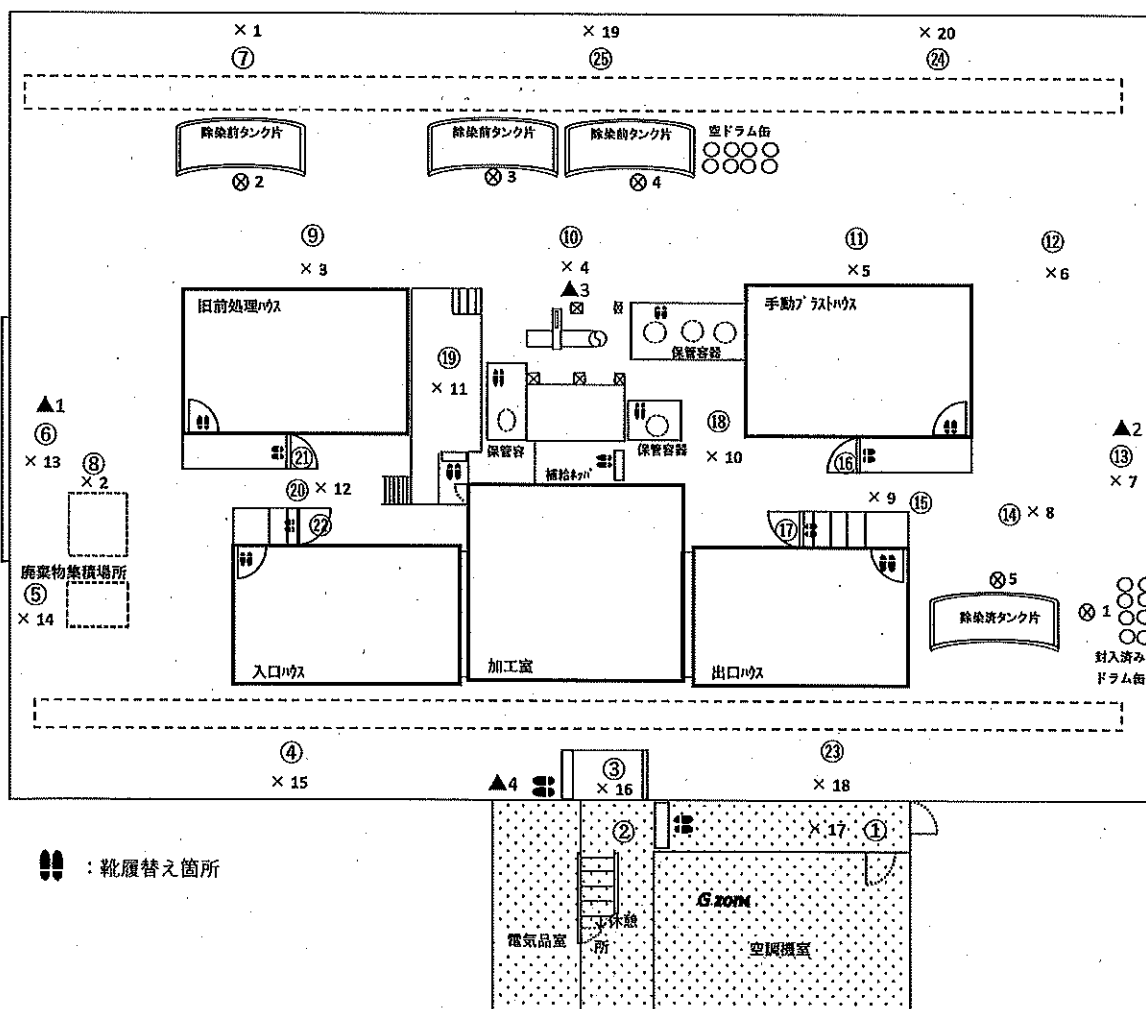 × 1
× 19
× 20
⑦
㉕
㉔
除染前タンク片
除染前タンク片
除染前タンク片
空ドラム缶
⊗ 2
⊗ 3
⊗ 4
⑨
⑩
⑪
⑫
× 3
× 4
× 5
× 6
▲3
旧前処理ハウス
手動ブラストハウス
保管容器
⑲
× 11
▲1
⑥
× 13
⑧
× 2
⑱
× 10
▲2
⑬
× 7
保管容
補給ホッパ
保管容器
㉑
⑯
⑳
× 12
× 9
⑮
⑭
× 8
㉒
⑰
廃棄物集積場所
⑤
× 14
⊗ 5
⊗ 1
除染済タンク片
封入済み
ドラム缶
入口ハウス
加工室
出口ハウス
④
× 15
▲4
③
× 16
㉓
× 18
②
× 17
①
:靴履替え箇所
G zone
休憩
所
電気品室
空調機室